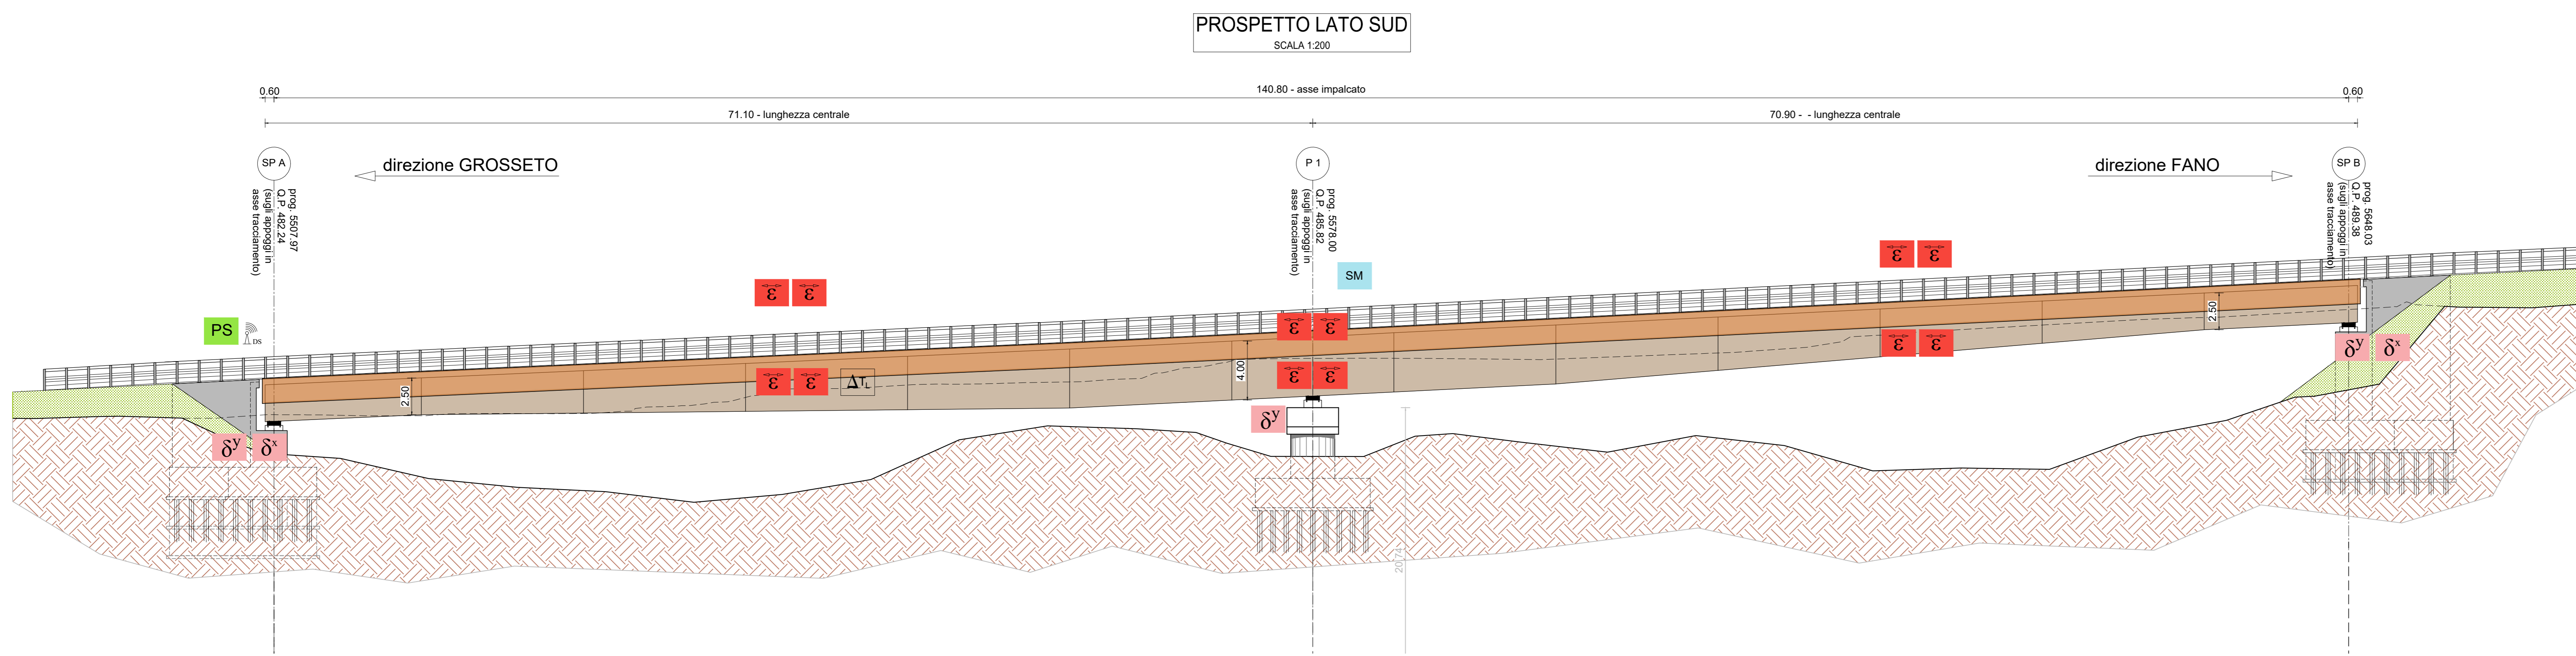 PROSPETTO LATO SUD
SCALA 1:200
0.60
140.80 - asse impalcato
0.60
71.10 - lunghezza centrale
70.90 - - lunghezza centrale
SP A
direzione GROSSETO
P 1
direzione FANO
SP B
prog. 5507.97
Q.P. 482.24
(sugli appoggi in
asse tracciamento)
prog. 5578.00
Q.P. 485.82
(sugli appoggi in
asse tracciamento)
prog. 5648.03
Q.P. 489.38
(sugli appoggi in
asse tracciamento)
ε ε
SM
ε ε
PS
DS
ε ε
2.50
ε ε
δy δx
4.00
ε ε
ΔTL
2.50
ε ε
δy
δy δx
20.74